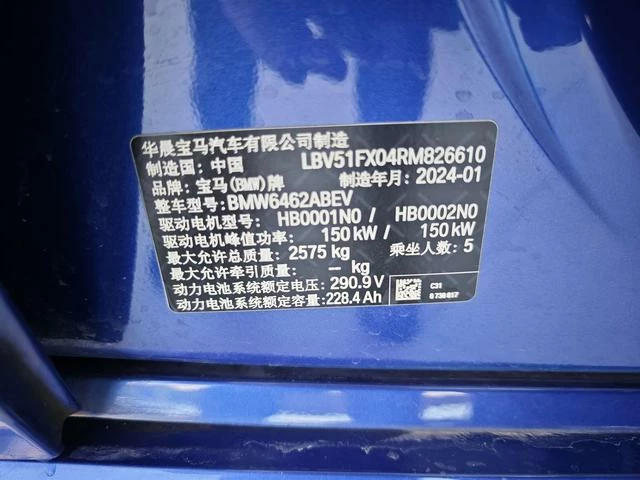 华晨宝马汽车有限公司制造
制造国: 中国 LBV51FX04RM826610
品牌: 宝马(BMW)牌 制造年月: 2024-01
整车型号: BMW6462ABEV
驱动电机型号: HB0001N0 / HB0002N0
驱动电机峰值功率: 150 kW / 150 kW
最大允许总质量: 2575 kg 乘坐人数: 5
最大允许牵引质量: – kg
动力电池系统额定电压: 290.9 V
动力电池系统额定容量: 228.4 Ah
C31